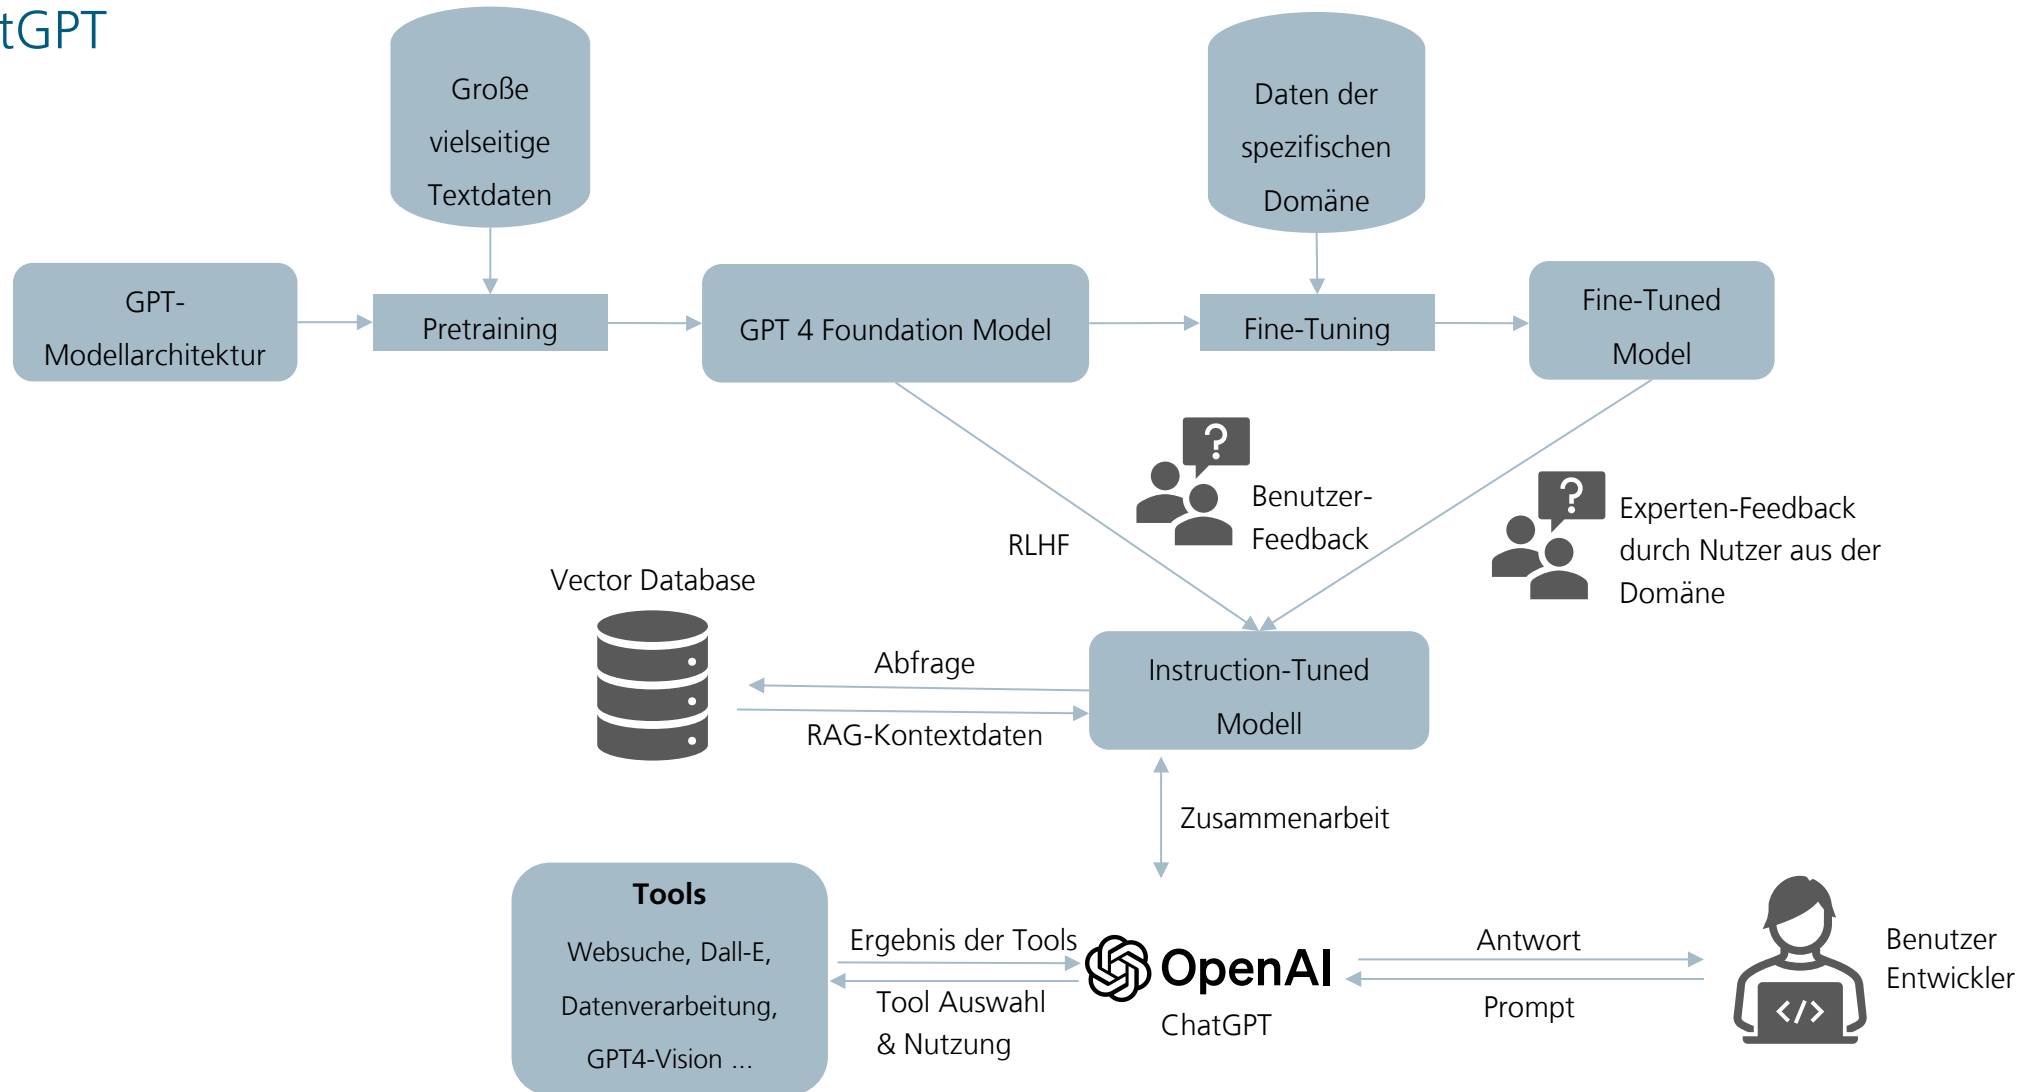 tGPT
Große
vielseitige
Textdaten
Daten der
spezifischen
Domäne
GPT-
Modellarchitektur
Pretraining
GPT 4 Foundation Model
Fine-Tuning
Fine-Tuned
Model
?
Benutzer-
Feedback
RLHF
?
Experten-Feedback
durch Nutzer aus der
Domäne
Vector Database
Abfrage
RAG-Kontextdaten
Instruction-Tuned
Modell
Zusammenarbeit
Tools
Websuche, Dall-E,
Datenverarbeitung,
GPT4-Vision ...
Ergebnis der Tools
Tool Auswahl
& Nutzung
OpenAI
ChatGPT
Antwort
Prompt
</>
Benutzer
Entwickler